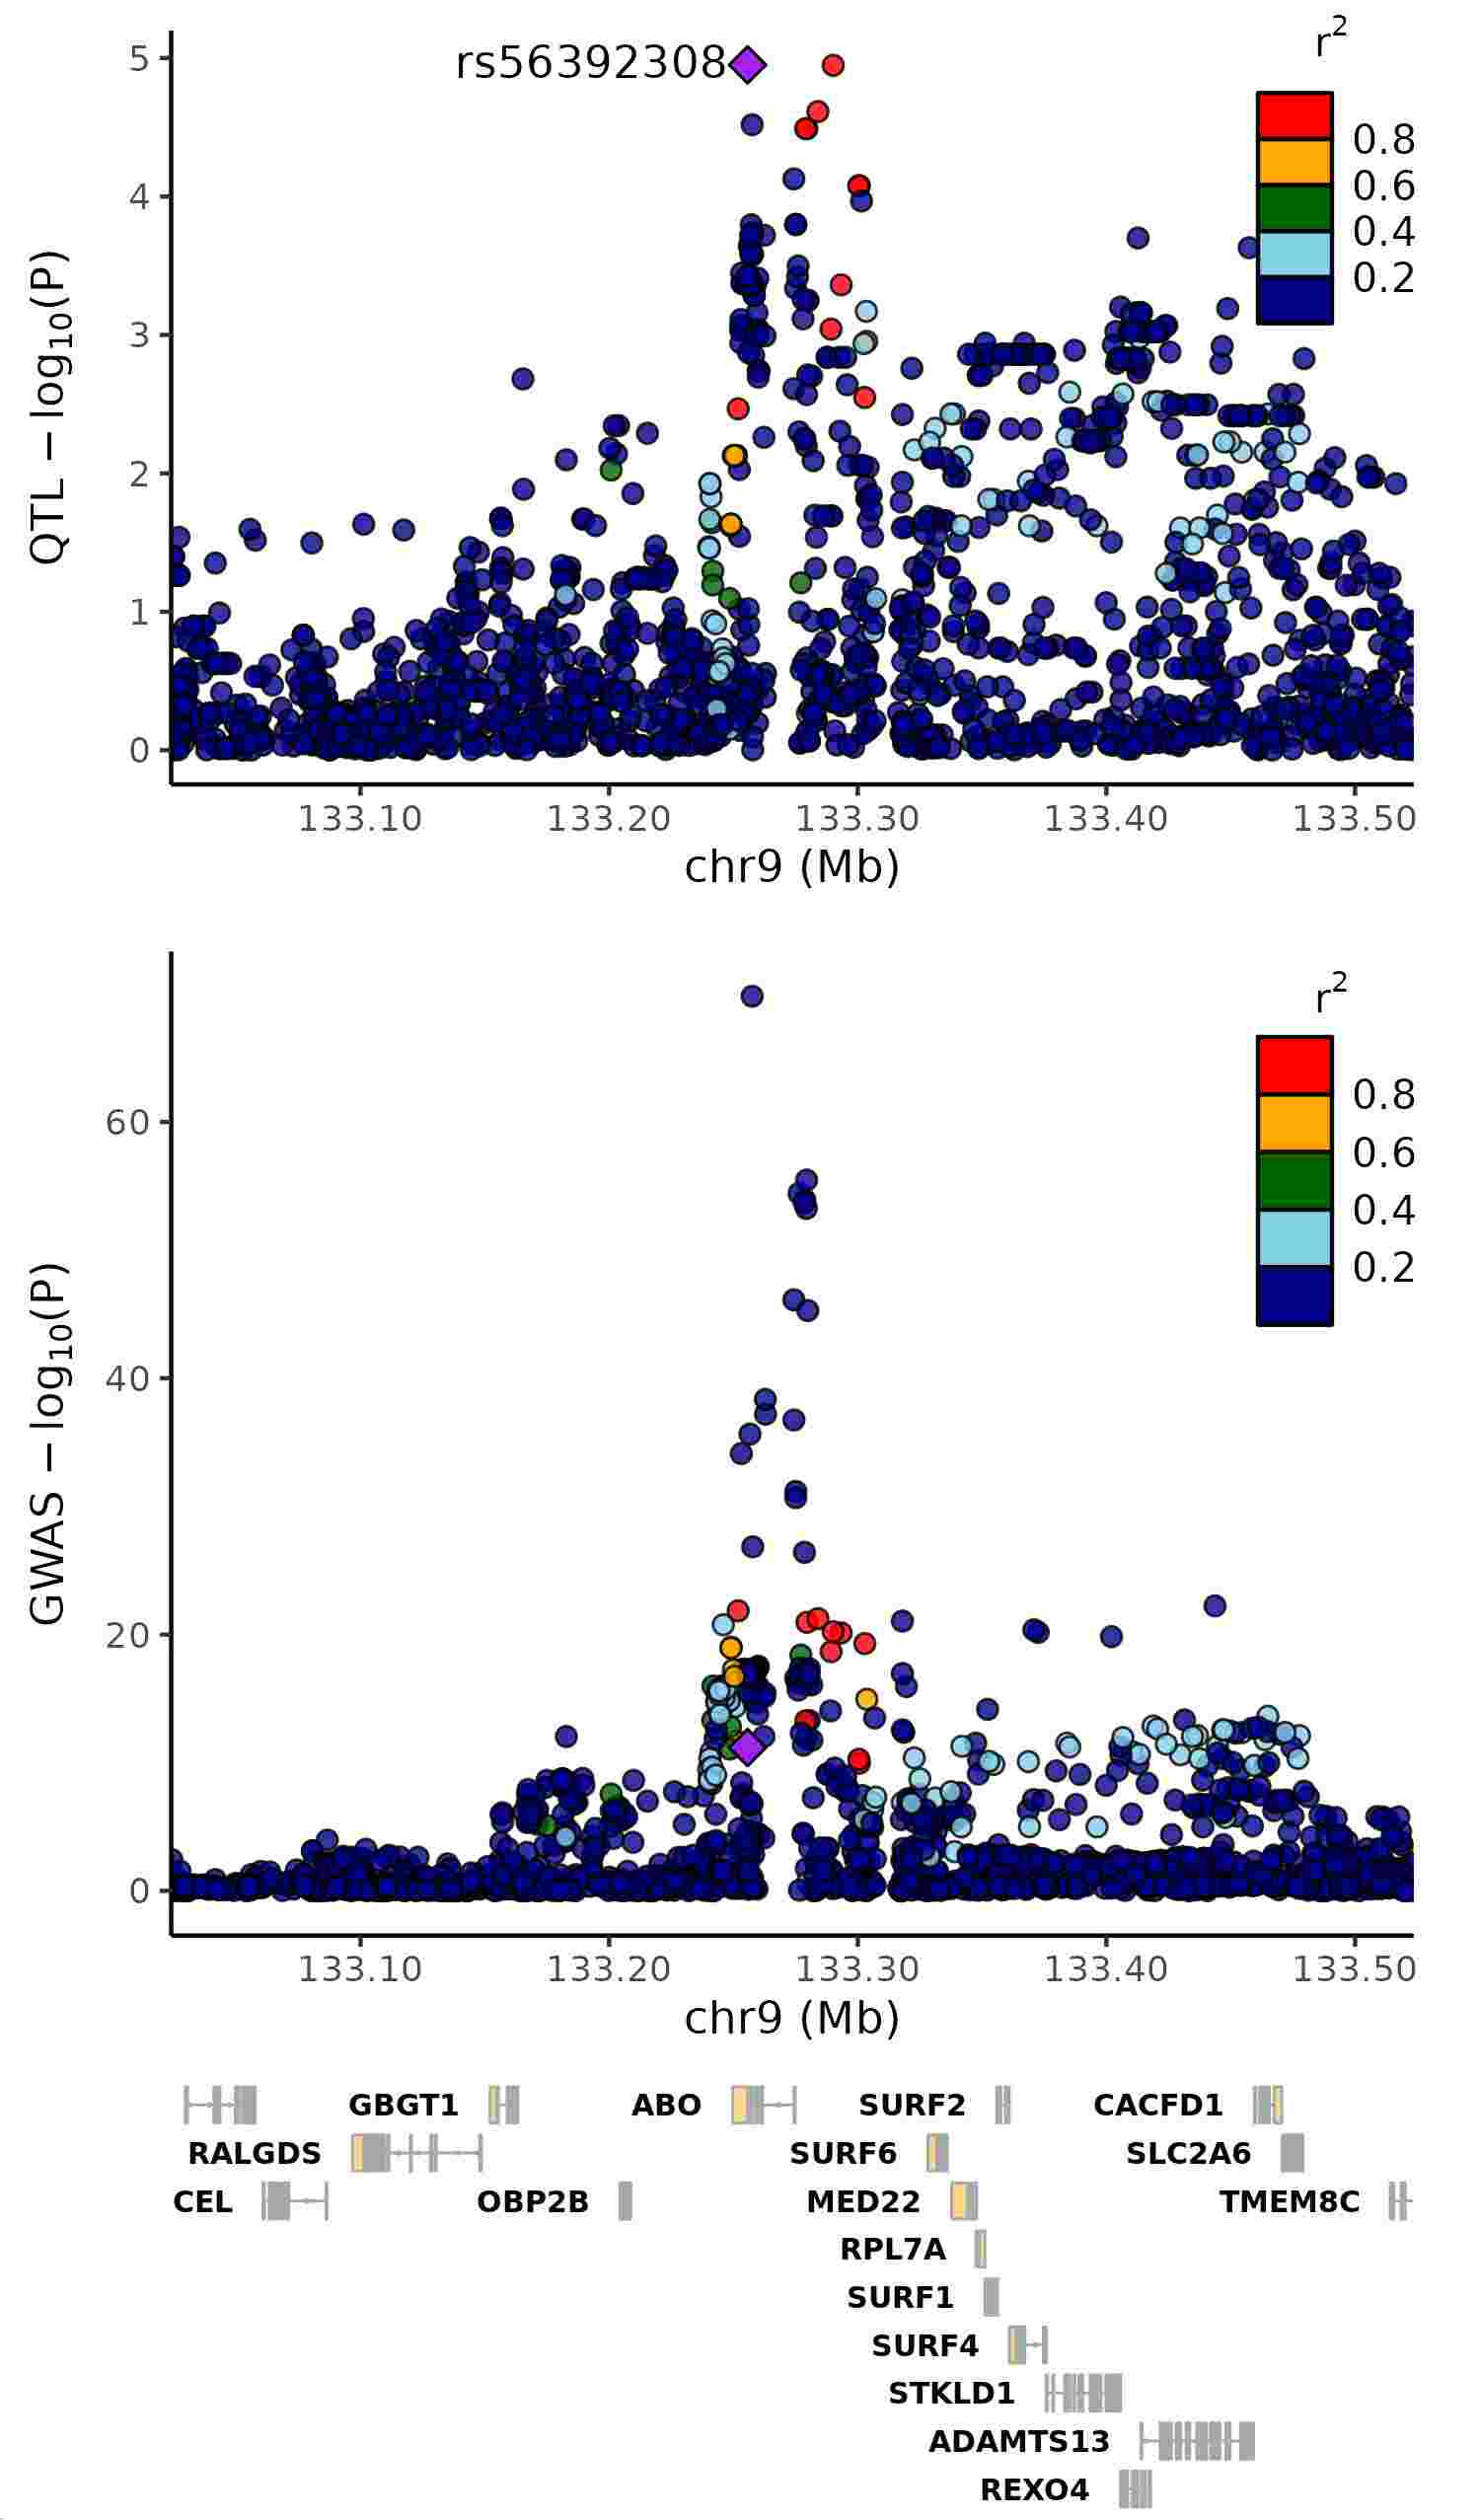 r²
5
rs56392308
0.8
0.6
0.4
0.2
4
3
2
1
0
QTL −log₁₀(P)
133.10 133.20 133.30 133.40 133.50
chr9 (Mb)
r²
0.8
0.6
0.4
0.2
60
40
20
0
GWAS −log₁₀(P)
133.10 133.20 133.30 133.40 133.50
chr9 (Mb)
GBGT1 ABO SURF2 CACFD1
RALGDS SURF6 SLC2A6
CEL OBP2B MED22 TMEM8C
RPL7A
SURF1
SURF4
STKLD1
ADAMTS13
REXO4